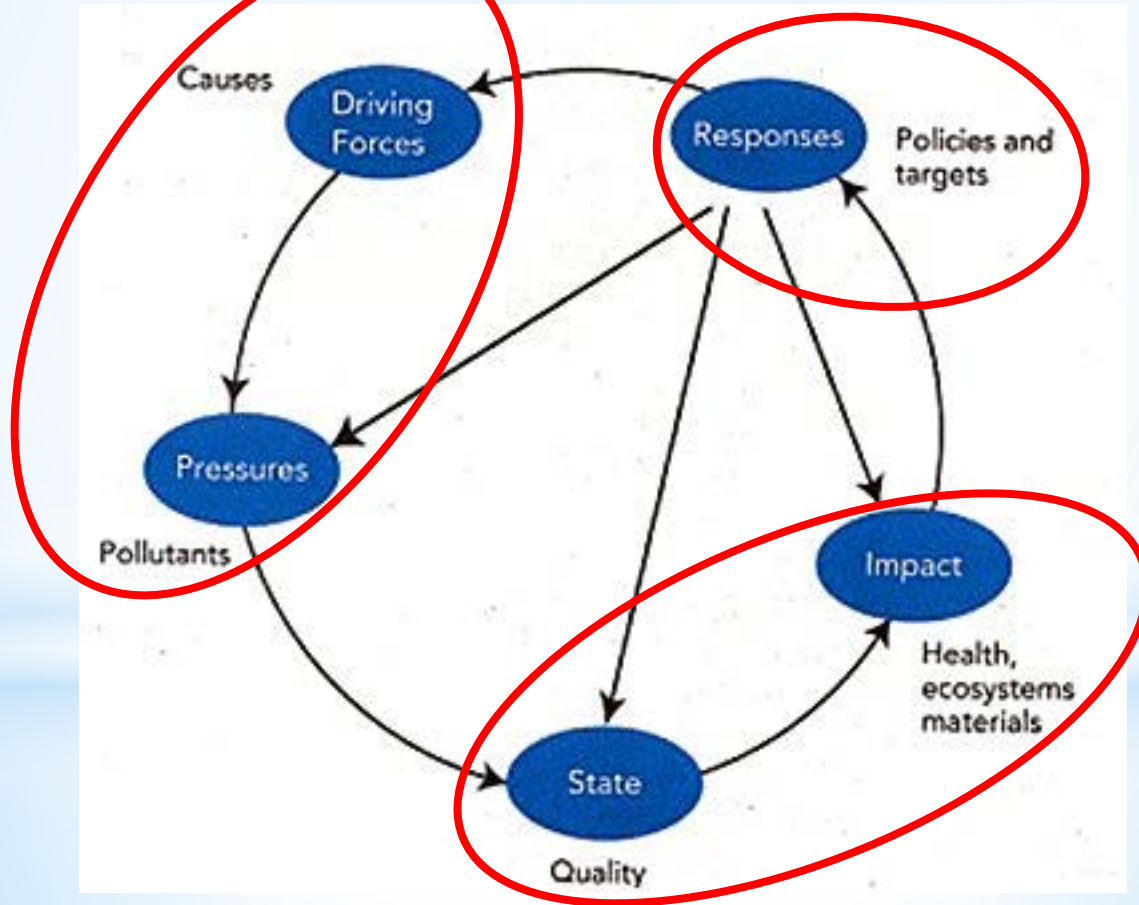 Causes
Driving
Forces
Responses
Policies and
targets
Pressures
Pollutants
Impact
Health,
ecosystems
materials
State
Quality